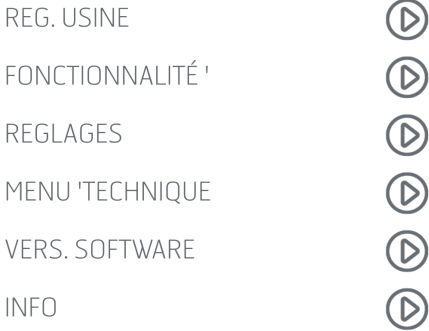 REG. USINE
FONCTIONNALITÉ '
REGLAGES
MENU 'TECHNIQUE
VERS. SOFTWARE
INFO